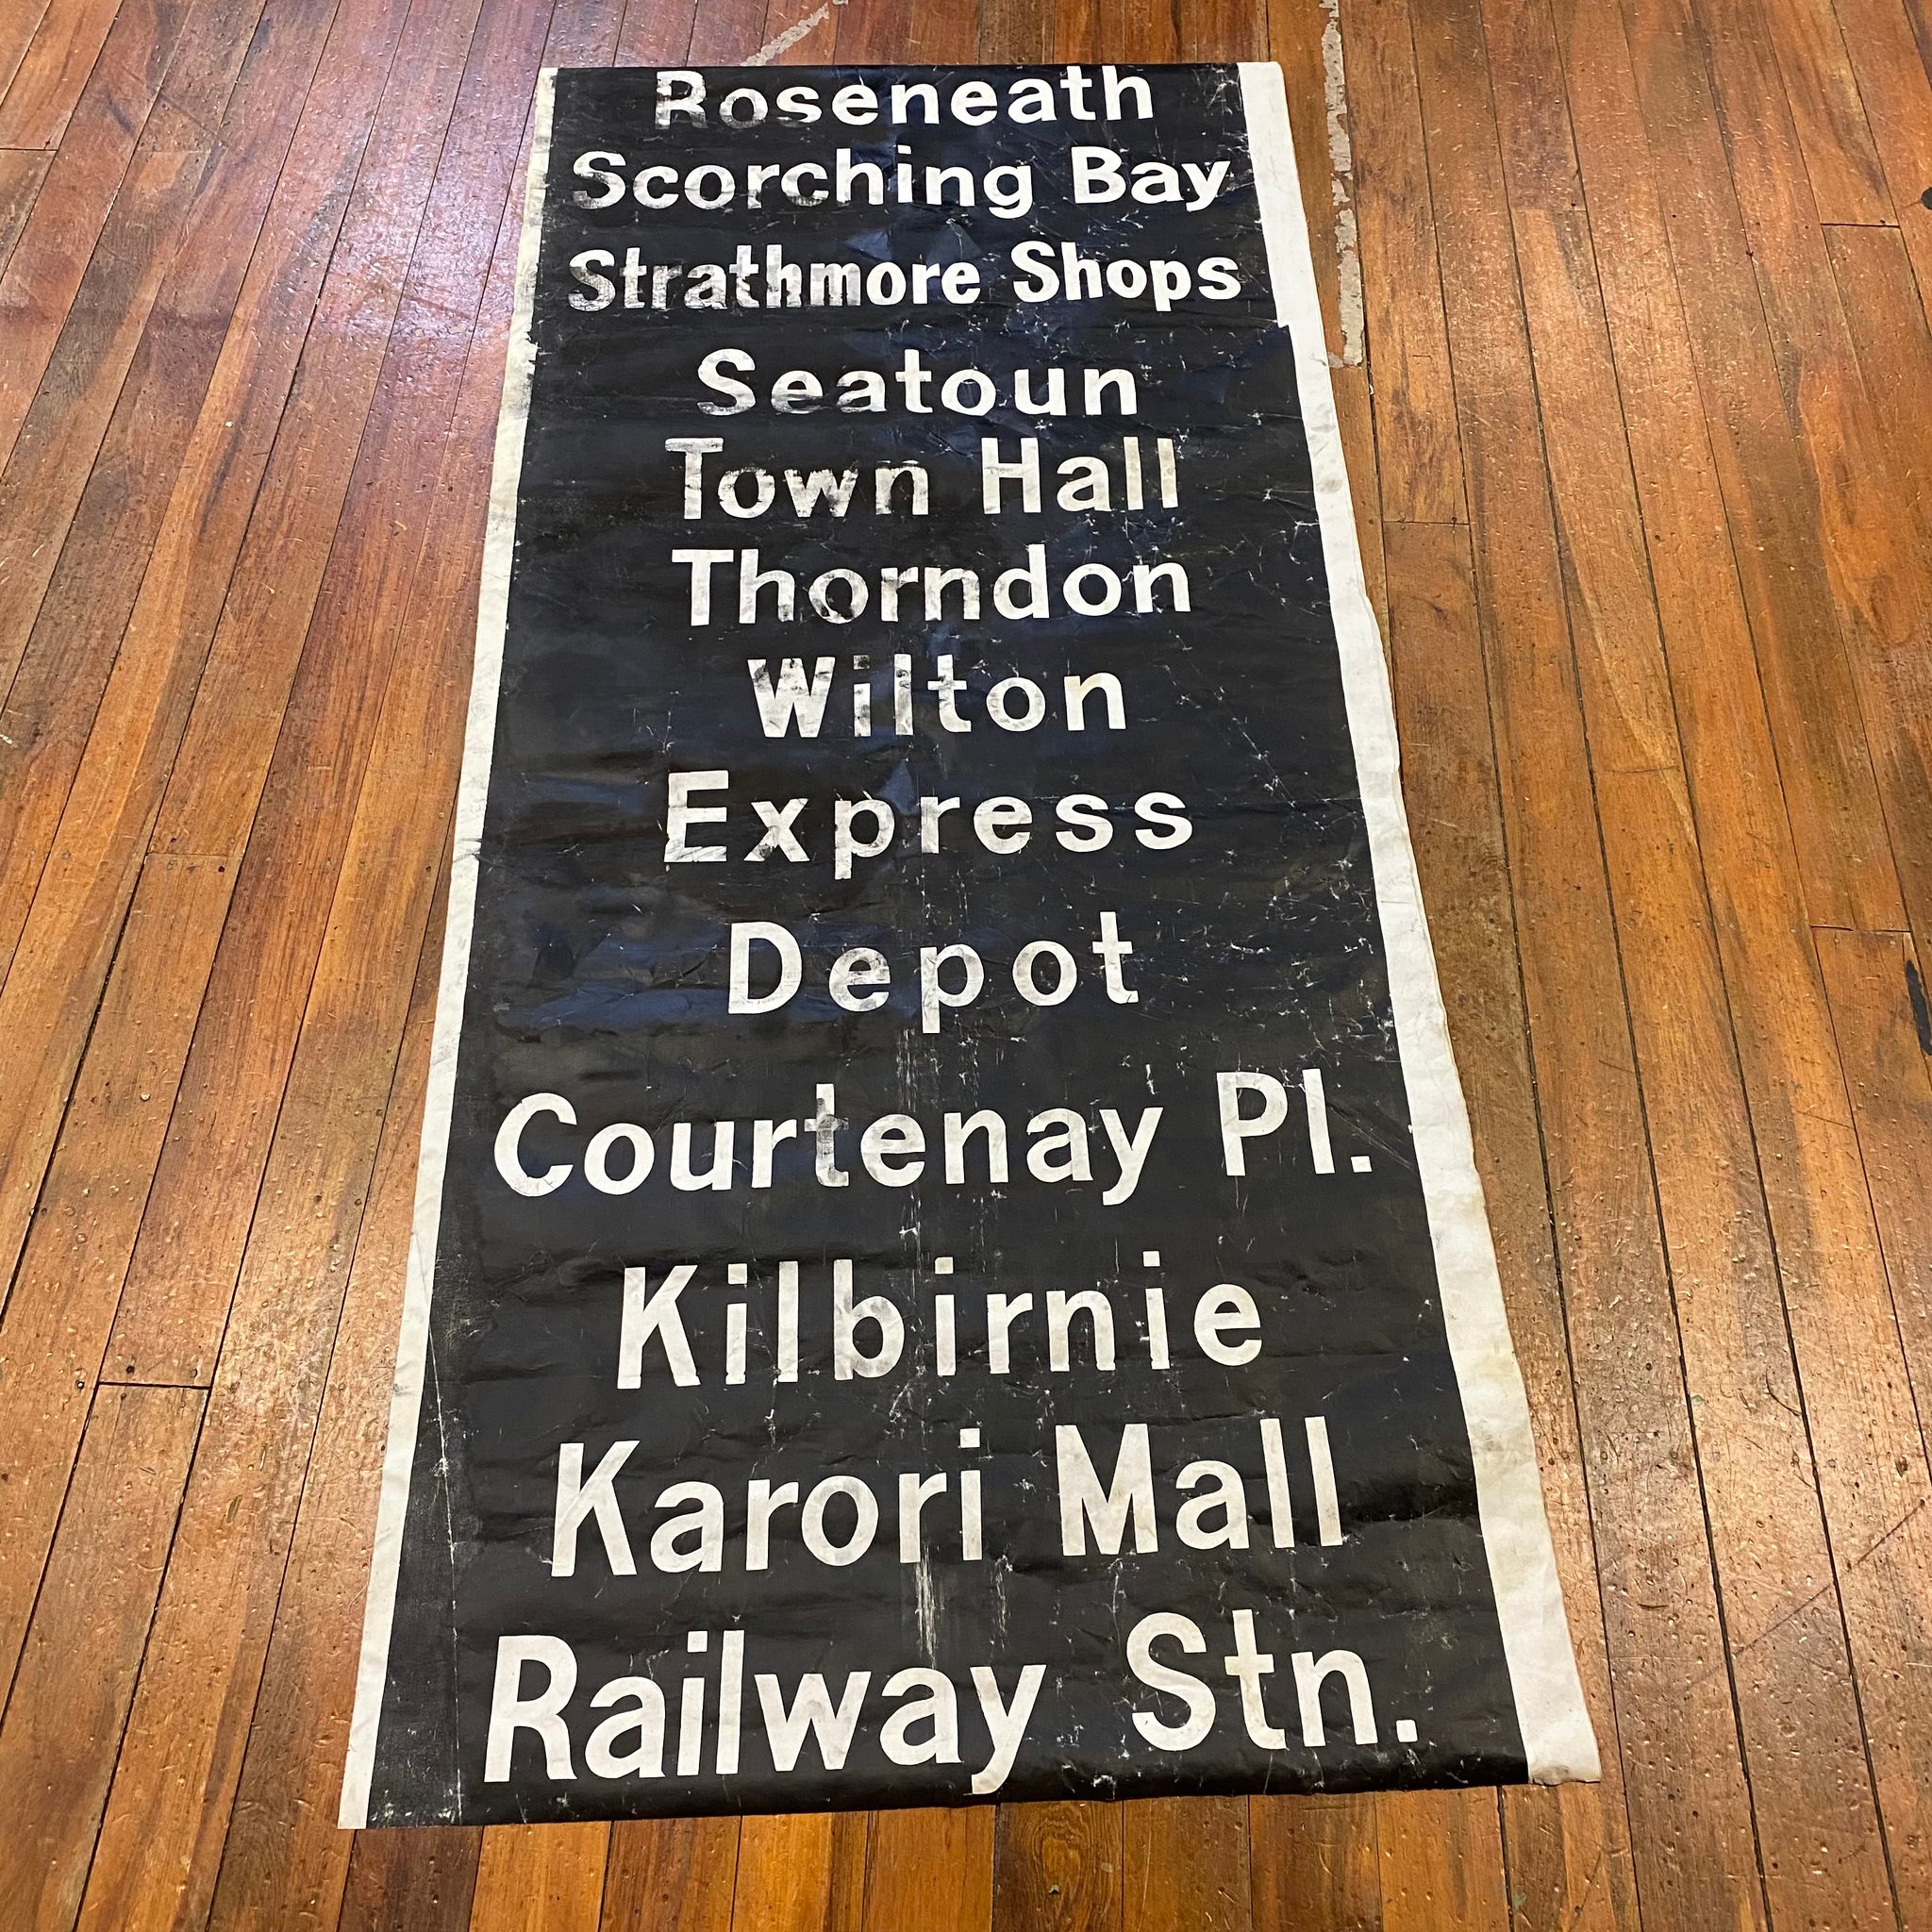 Roseneath
Scorching Bay
Strathmore Shops
Seatoun
Town Hall
Thorndon
Wilton
Express
Depot
Courtenay Pl.
Kilbirnie
Karori Mall
Railway Stn.